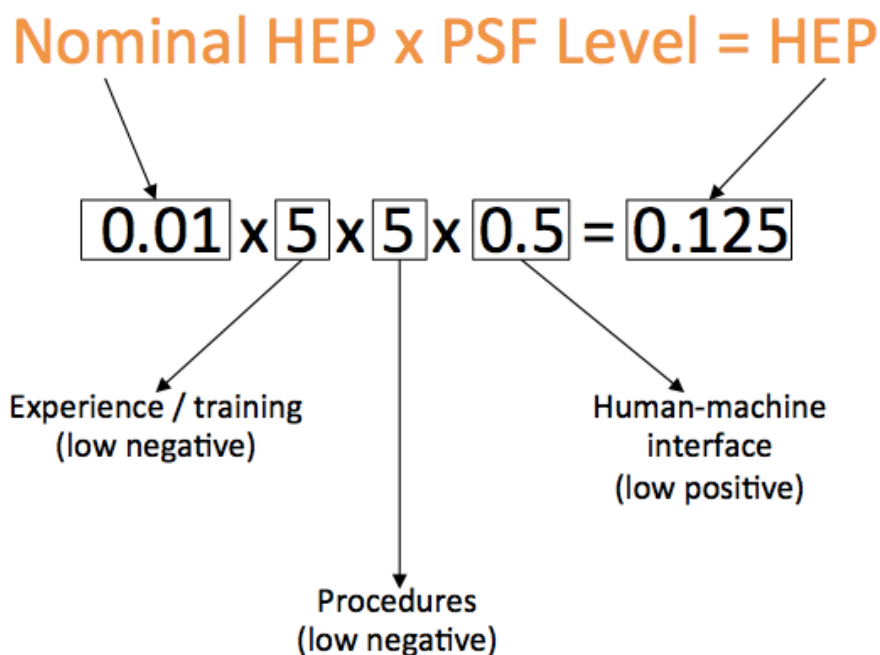 Nominal HEP x PSF Level = HEP
0.01 x 5 x 5 x 0.5 = 0.125
Experience / training
(low negative)
Human-machine
interface
(low positive)
Procedures
(low negative)